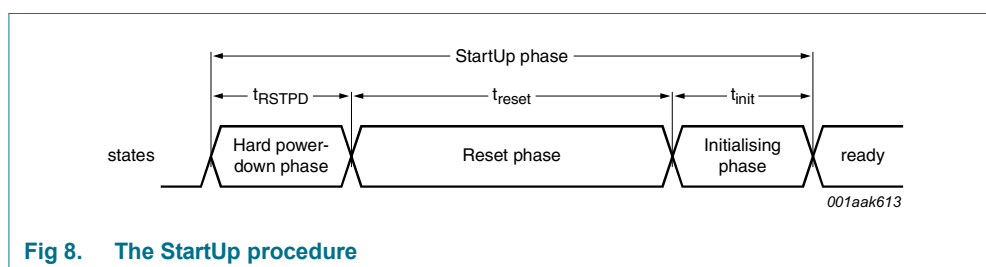 StartUp phase
tRSTPD
treset
tinit
states
Hard power-
down phase
Reset phase
Initialising
phase
ready
001aak613
Fig 8. The StartUp procedure